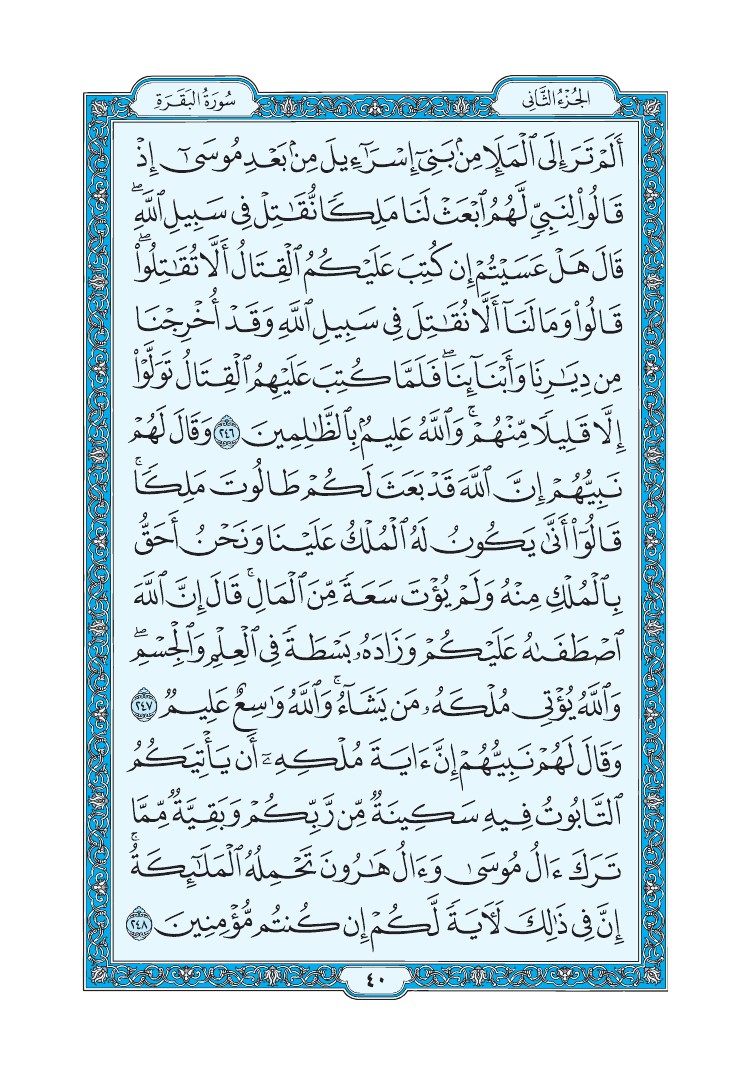 الجُزْءُ الثَّانِي
سُورَةُ البَقَرَةِ
أَلَمۡ تَرَ إِلَى ٱلۡمَلَإِ مِنۢ بَنِيٓ إِسۡرَٰٓءِيلَ مِنۢ بَعۡدِ مُوسَىٰٓ إِذۡ
قَالُواْ لِنَبِيّٖ لَّهُمُ ٱبۡعَثۡ لَنَا مَلِكٗا نُّقَٰتِلۡ فِي سَبِيلِ ٱللَّهِۖ
قَالَ هَلۡ عَسَيۡتُمۡ إِن كُتِبَ عَلَيۡكُمُ ٱلۡقِتَالُ أَلَّا تُقَٰتِلُواْۖ
قَالُواْ وَمَا لَنَآ أَلَّا نُقَٰتِلَ فِي سَبِيلِ ٱللَّهِ وَقَدۡ أُخۡرِجۡنَا
مِن دِيَٰرِنَا وَأَبۡنَآئِنَاۖ فَلَمَّا كُتِبَ عَلَيۡهِمُ ٱلۡقِتَالُ تَوَلَّوۡاْ
إِلَّا قَلِيلٗا مِّنۡهُمۡۚ وَٱللَّهُ عَلِيمُۢ بِٱلظَّٰلِمِينَ ٢٤٦ وَقَالَ لَهُمۡ
نَبِيُّهُمۡ إِنَّ ٱللَّهَ قَدۡ بَعَثَ لَكُمۡ طَالُوتَ مَلِكٗاۚ
قَالُوٓاْ أَنَّىٰ يَكُونُ لَهُ ٱلۡمُلۡكُ عَلَيۡنَا وَنَحۡنُ أَحَقُّ
بِٱلۡمُلۡكِ مِنۡهُ وَلَمۡ يُؤۡتَ سَعَةٗ مِّنَ ٱلۡمَالِۚ قَالَ إِنَّ ٱللَّهَ
ٱصۡطَفَىٰهُ عَلَيۡكُمۡ وَزَادَهُۥ بَسۡطَةٗ فِي ٱلۡعِلۡمِ وَٱلۡجِسۡمِۖ
وَٱللَّهُ يُؤۡتِي مُلۡكَهُۥ مَن يَشَآءُۚ وَٱللَّهُ وَٰسِعٌ عَلِيمٞ ٢٤٧
وَقَالَ لَهُمۡ نَبِيُّهُمۡ إِنَّ ءَايَةَ مُلۡكِهِۦٓ أَن يَأۡتِيَكُمُ
ٱلتَّابُوتُ فِيهِ سَكِينَةٞ مِّن رَّبِّكُمۡ وَبَقِيَّةٞ مِّمَّا
تَرَكَ ءَالُ مُوسَىٰ وَءَالُ هَٰرُونَ تَحۡمِلُهُ ٱلۡمَلَٰٓئِكَةُۚ
إِنَّ فِي ذَٰلِكَ لَأٓيَةٗ لَّكُمۡ إِن كُنتُم مُّؤۡمِنِينَ ٢٤٨
٤٠